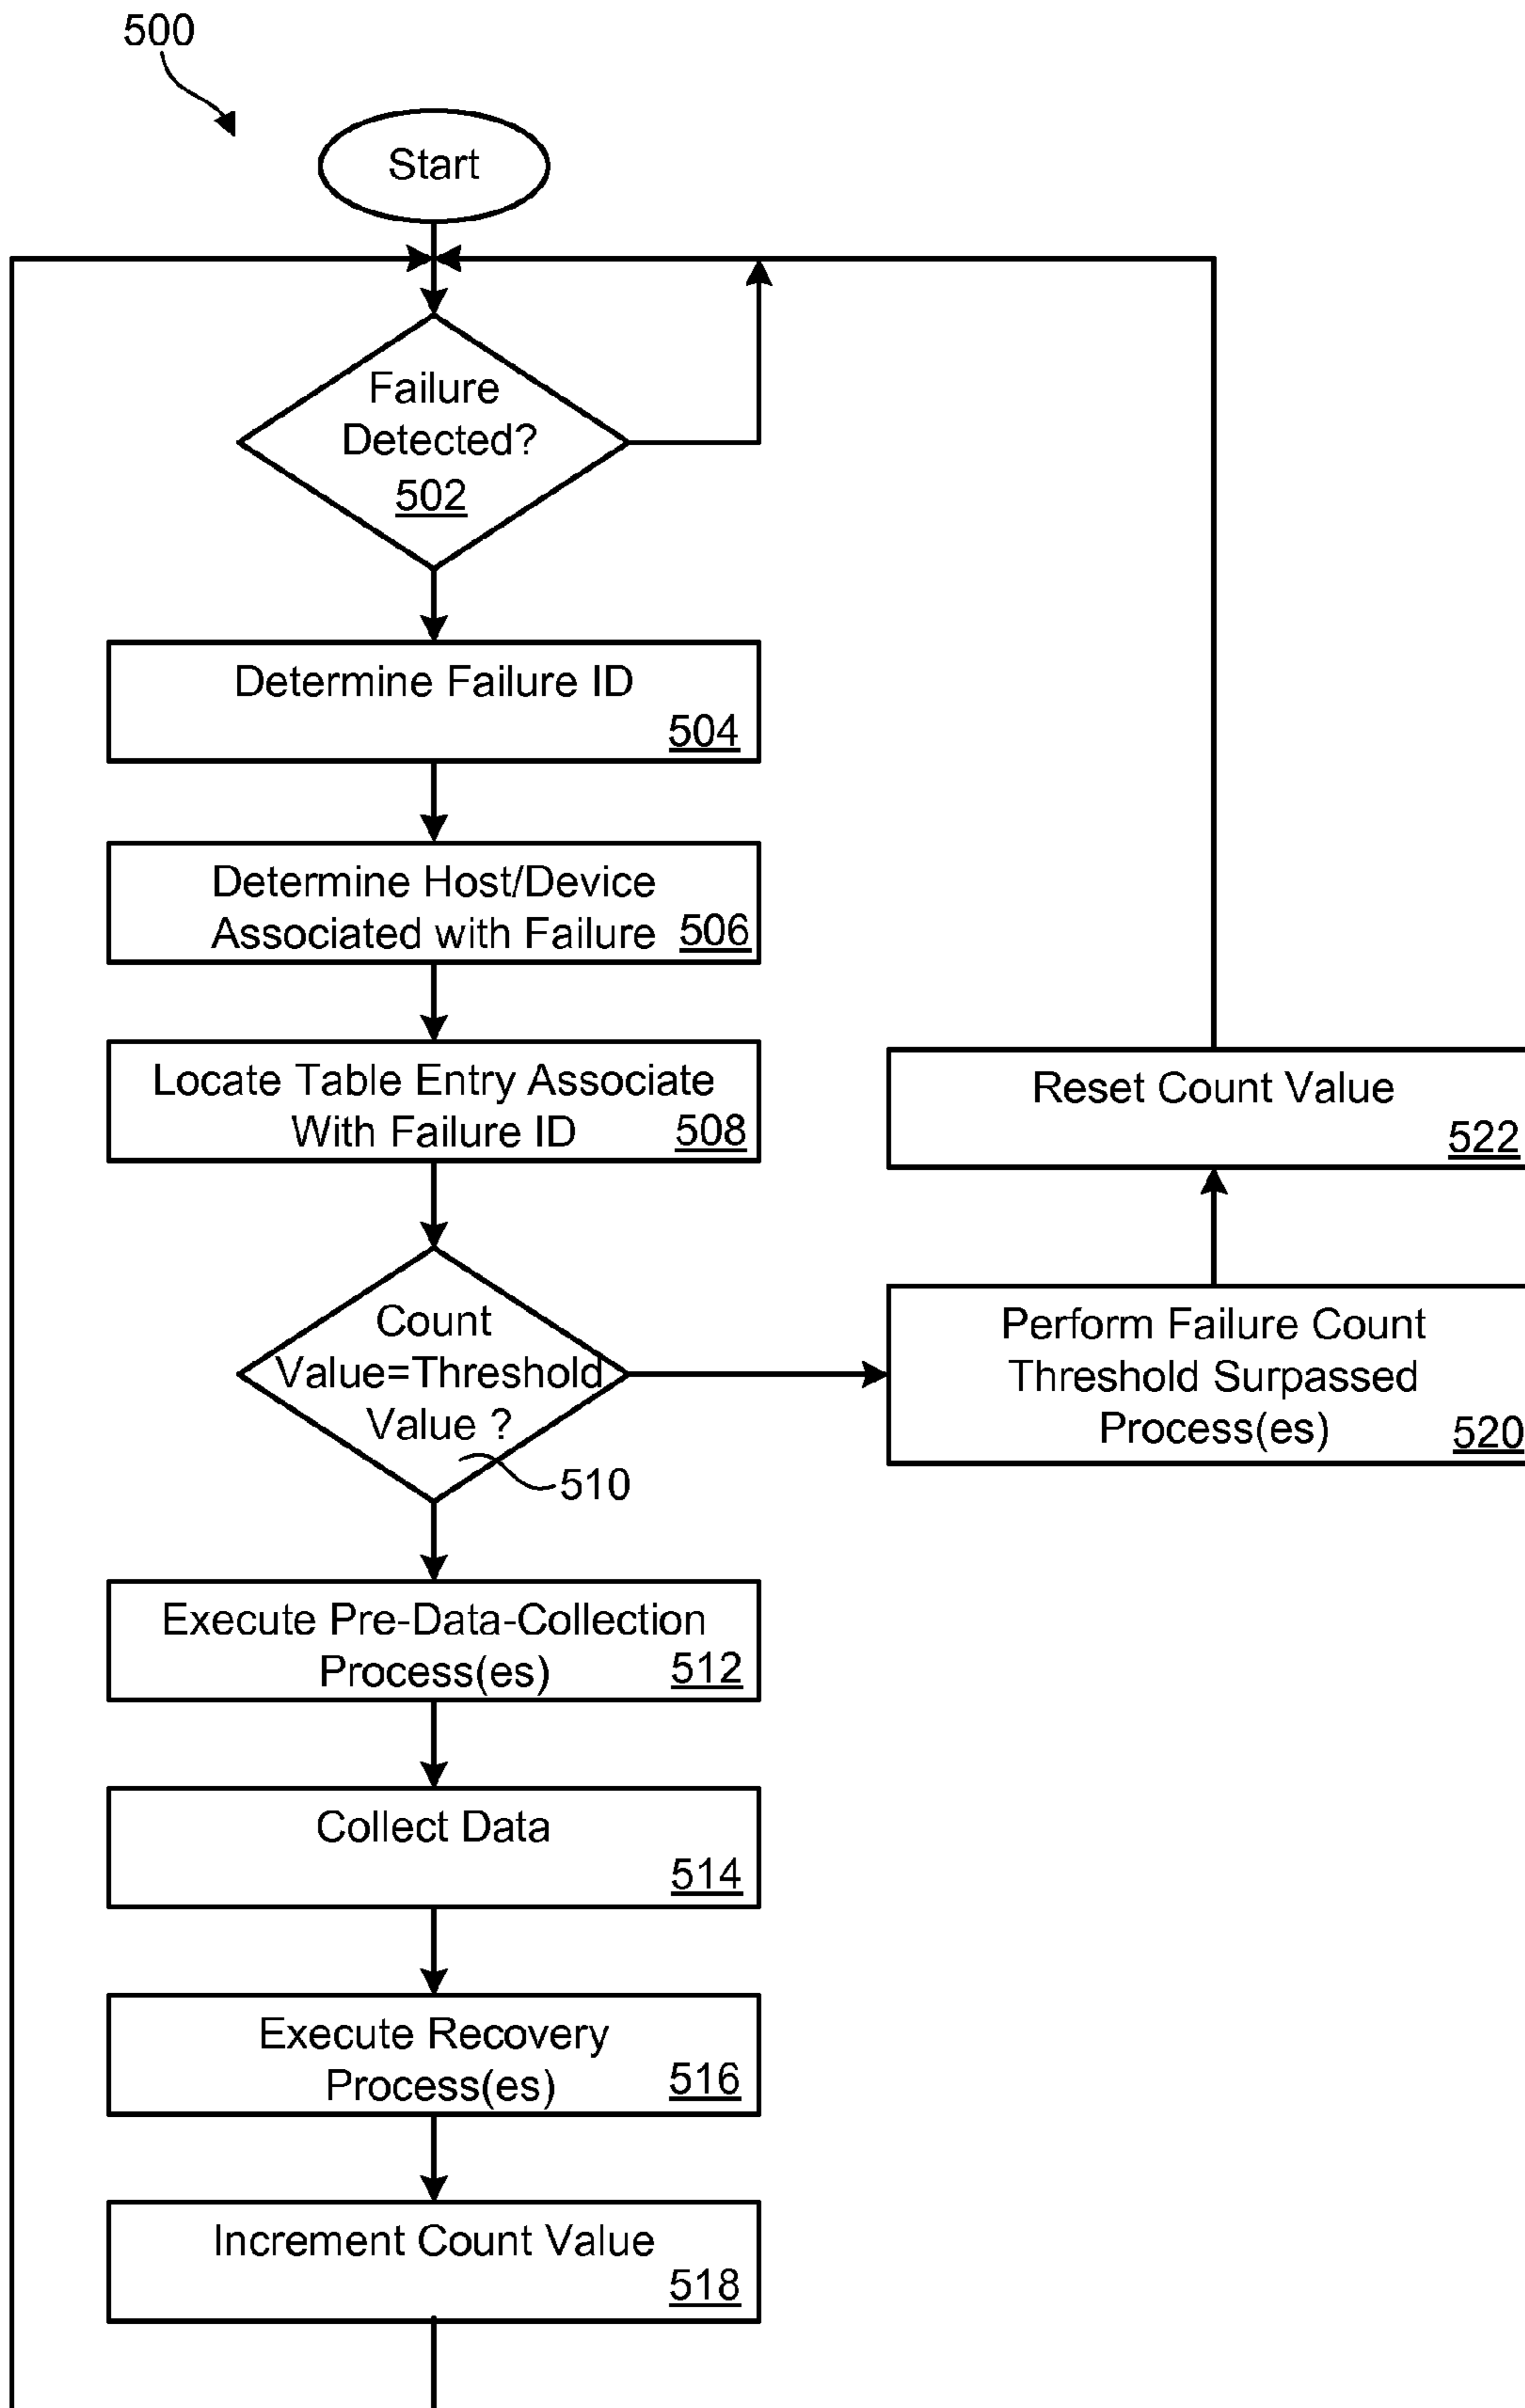 500
Start
Failure
Detected?
502
Determine Failure ID
504
Determine Host/Device
Associated with Failure 506
Locate Table Entry Associate
With Failure ID 508
Reset Count Value
522
Count
Value=Threshold
Value ?
510
Perform Failure Count
Threshold Surpassed
Process(es) 520
Execute Pre-Data-Collection
Process(es) 512
Collect Data
514
Execute Recovery
Process(es) 516
Increment Count Value
518